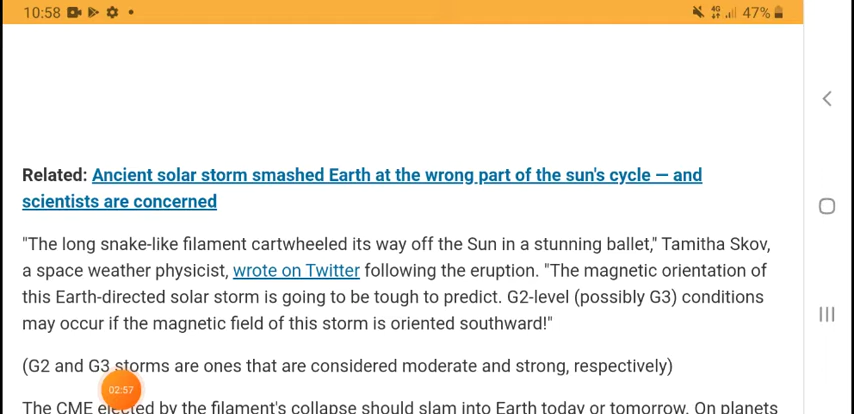 10:58 4G 47%
Related: Ancient solar storm smashed Earth at the wrong part of the sun's cycle — and
scientists are concerned
"The long snake-like filament cartwheeled its way off the Sun in a stunning ballet," Tamitha Skov,
a space weather physicist, wrote on Twitter following the eruption. "The magnetic orientation of
this Earth-directed solar storm is going to be tough to predict. G2-level (possibly G3) conditions
may occur if the magnetic field of this storm is oriented southward!"
(G2 and G3 storms are ones that are considered moderate and strong, respectively)
02:57
The CME ejected by the filament's collapse should slam into Earth today or tomorrow. On planets